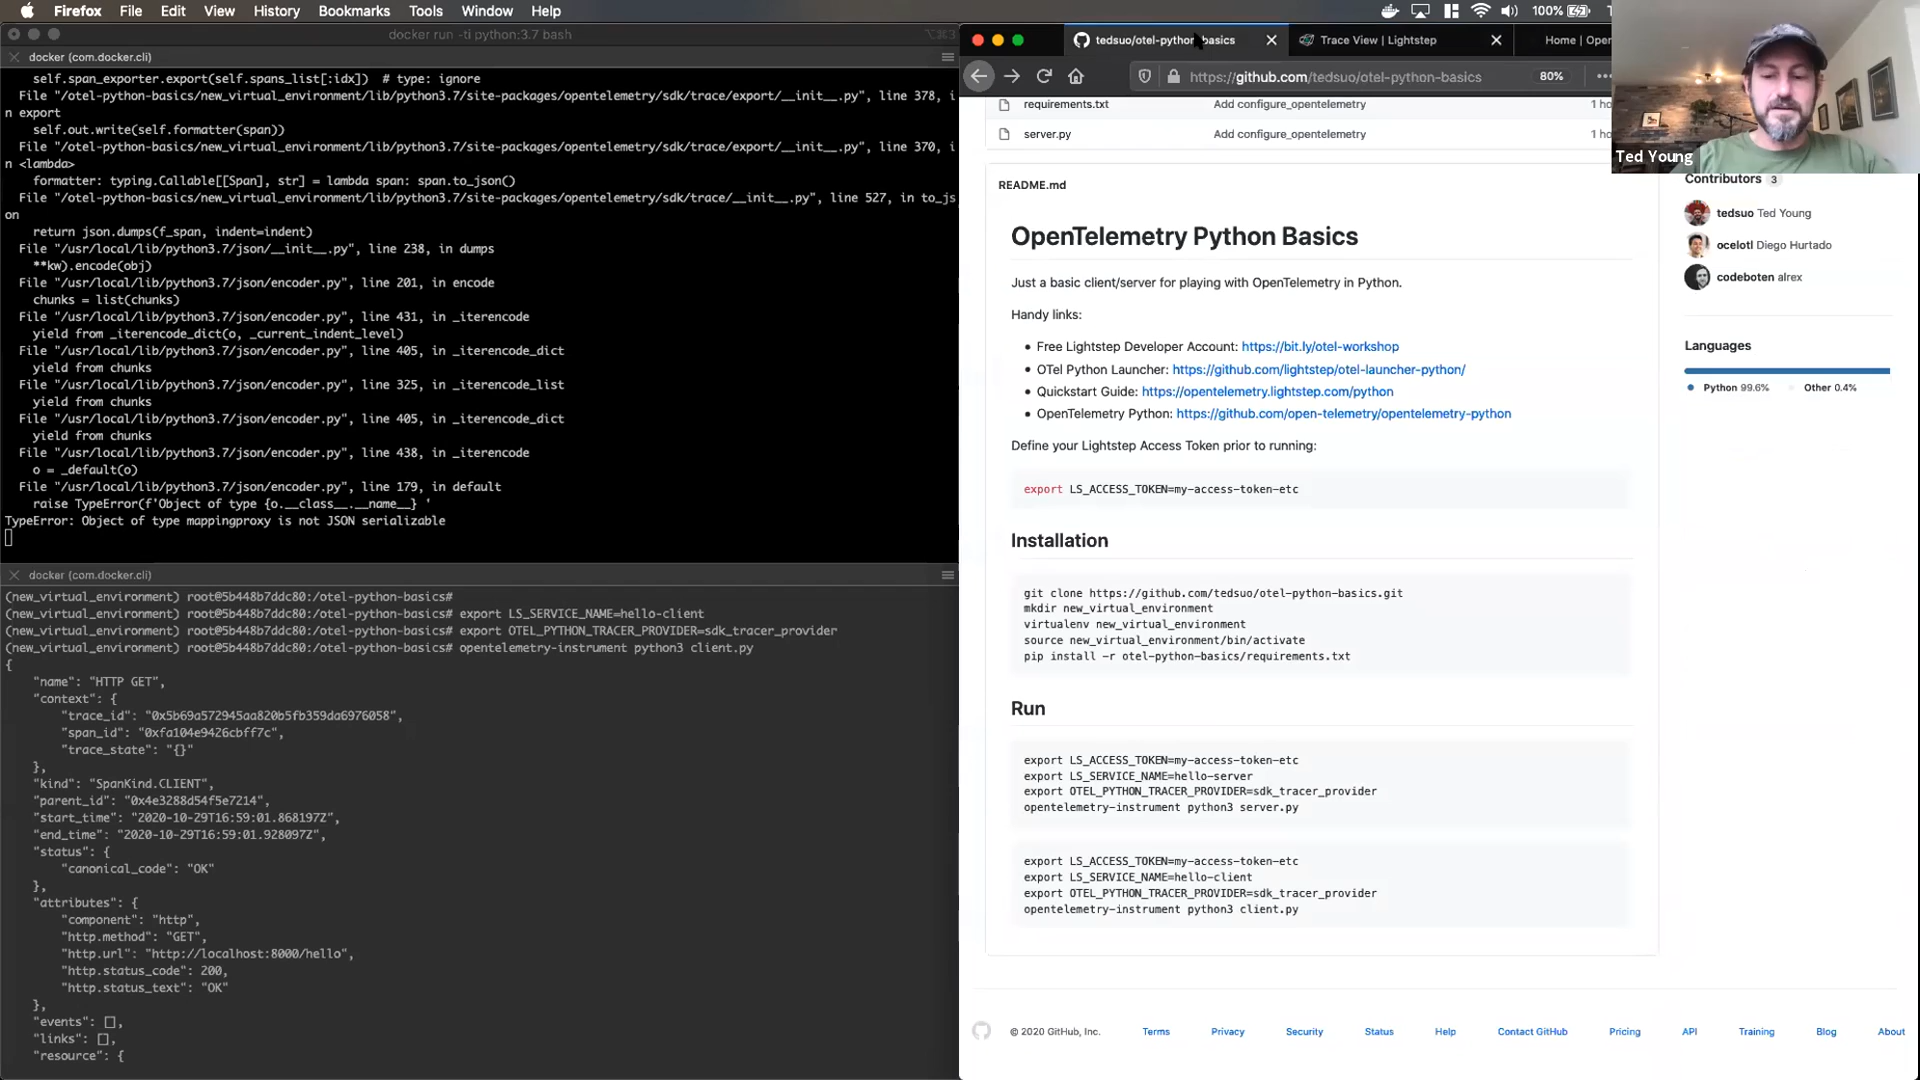 Firefox File Edit View History Bookmarks Tools Window Help
100%
docker run -ti python:3.7 bash
docker (com.docker.cli)
self.span_exporter.export(self.spans_list[:idx])  # type: ignore
File "/otel-python-basics/new_virtual_environment/lib/python3.7/site-packages/opentelemetry/sdk/trace/export/__init__.py", line 378, i
n export
self.out.write(self.formatter(span))
File "/otel-python-basics/new_virtual_environment/lib/python3.7/site-packages/opentelemetry/sdk/trace/export/__init__.py", line 370, i
n <lambda>
formatter: typing.Callable[[Span], str] = lambda span: span.to_json()
File "/otel-python-basics/new_virtual_environment/lib/python3.7/site-packages/opentelemetry/sdk/trace/__init__.py", line 527, in to_js
on
return json.dumps(f_span, indent=indent)
File "/usr/local/lib/python3.7/json/__init__.py", line 238, in dumps
**kw).encode(obj)
File "/usr/local/lib/python3.7/json/encoder.py", line 201, in encode
chunks = list(chunks)
File "/usr/local/lib/python3.7/json/encoder.py", line 431, in _iterencode
yield from _iterencode_dict(o, _current_indent_level)
File "/usr/local/lib/python3.7/json/encoder.py", line 405, in _iterencode_dict
yield from chunks
File "/usr/local/lib/python3.7/json/encoder.py", line 325, in _iterencode_list
yield from chunks
File "/usr/local/lib/python3.7/json/encoder.py", line 405, in _iterencode_dict
yield from chunks
File "/usr/local/lib/python3.7/json/encoder.py", line 438, in _iterencode
o = _default(o)
File "/usr/local/lib/python3.7/json/encoder.py", line 179, in default
raise TypeError(f'Object of type {o.__class__.__name__} '
TypeError: Object of type mappingproxy is not JSON serializable
docker (com.docker.cli)
(new_virtual_environment) root@5b448b7ddc80:/otel-python-basics#
(new_virtual_environment) root@5b448b7ddc80:/otel-python-basics# export LS_SERVICE_NAME=hello-client
(new_virtual_environment) root@5b448b7ddc80:/otel-python-basics# export OTEL_PYTHON_TRACER_PROVIDER=sdk_tracer_provider
(new_virtual_environment) root@5b448b7ddc80:/otel-python-basics# opentelemetry-instrument python3 client.py
{
"name": "HTTP GET",
"context": {
"trace_id": "0x5b69a572945aa820b5fb359da6976058",
"span_id": "0xfa104e9426cbff7c",
"trace_state": "{}"
},
"kind": "SpanKind.CLIENT",
"parent_id": "0x4e3288d54f5e7214",
"start_time": "2020-10-29T16:59:01.868197Z",
"end_time": "2020-10-29T16:59:01.928097Z",
"status": {
"canonical_code": "OK"
},
"attributes": {
"component": "http",
"http.method": "GET",
"http.url": "http://localhost:8000/hello",
"http.status_code": 200,
"http.status_text": "OK"
},
"events": [],
"links": [],
"resource": {
tedsuo/otel-python-basics
Trace View | Lightstep
Home | Open
https://github.com/tedsuo/otel-python-basics
80%
requirements.txt Add configure_opentelemetry 1 ho
server.py Add configure_opentelemetry 1 ho
README.md
OpenTelemetry Python Basics
Just a basic client/server for playing with OpenTelemetry in Python.
Handy links:
• Free Lightstep Developer Account: https://bit.ly/otel-workshop
• OTel Python Launcher: https://github.com/lightstep/otel-launcher-python/
• Quickstart Guide: https://opentelemetry.lightstep.com/python
• OpenTelemetry Python: https://github.com/open-telemetry/opentelemetry-python
Define your Lightstep Access Token prior to running:
export LS_ACCESS_TOKEN=my-access-token-etc
Installation
git clone https://github.com/tedsuo/otel-python-basics.git
mkdir new_virtual_environment
virtualenv new_virtual_environment
source new_virtual_environment/bin/activate
pip install -r otel-python-basics/requirements.txt
Run
export LS_ACCESS_TOKEN=my-access-token-etc
export LS_SERVICE_NAME=hello-server
export OTEL_PYTHON_TRACER_PROVIDER=sdk_tracer_provider
opentelemetry-instrument python3 server.py
export LS_ACCESS_TOKEN=my-access-token-etc
export LS_SERVICE_NAME=hello-client
export OTEL_PYTHON_TRACER_PROVIDER=sdk_tracer_provider
opentelemetry-instrument python3 client.py
Ted Young
Contributors 3
tedsuo Ted Young
ocelotl Diego Hurtado
codeboten alrex
Languages
Python 99.6% Other 0.4%
© 2020 GitHub, Inc. Terms Privacy Security Status Help Contact GitHub Pricing API Training Blog About